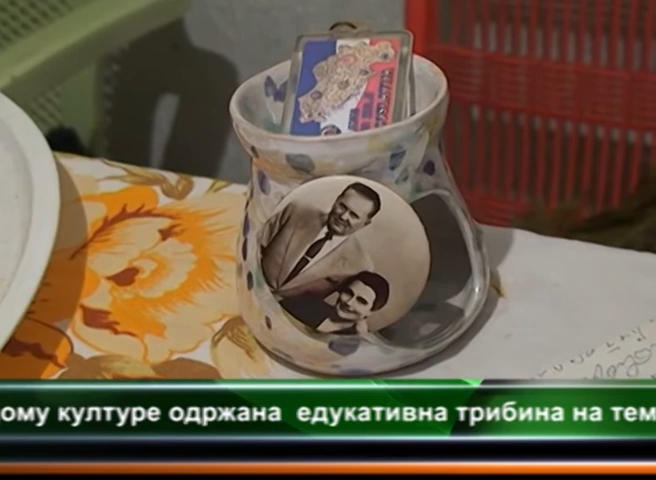 ому културе одржана едукативна трибина на тем